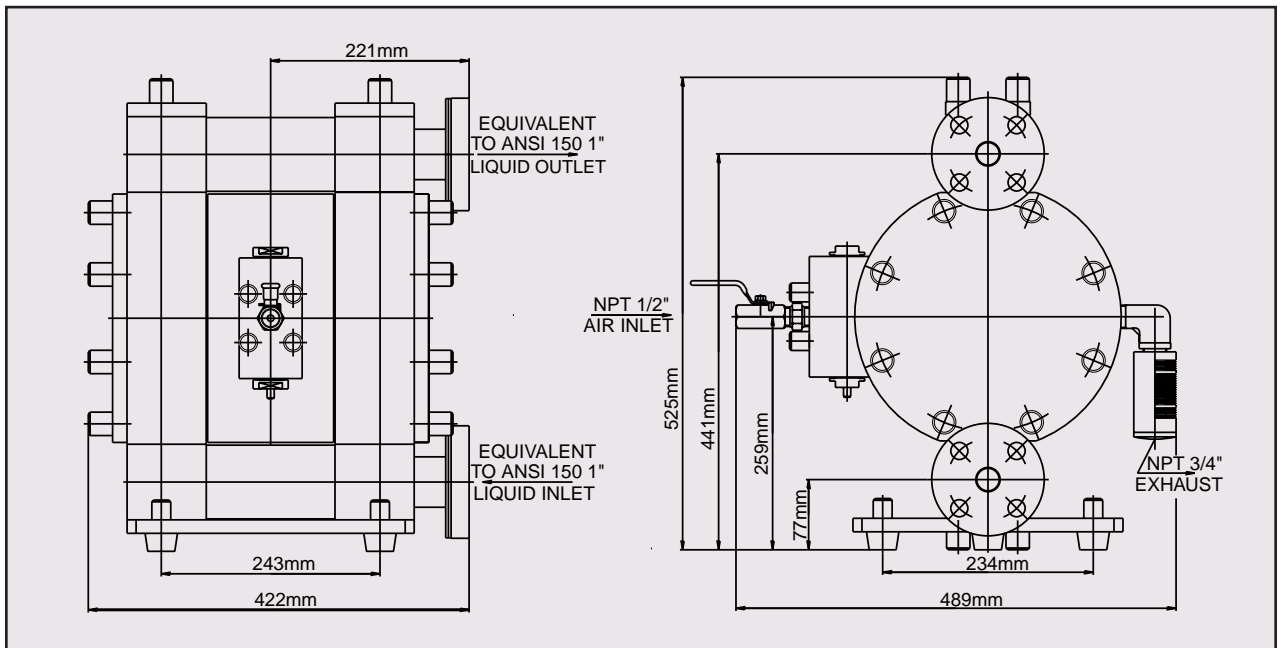 221mm
EQUIVALENT
TO ANSI 150 1"
LIQUID OUTLET
EQUIVALENT
TO ANSI 150 1"
LIQUID INLET
243mm
422mm
NPT 1/2"
AIR INLET
525mm
441mm
259mm
77mm
NPT 3/4"
EXHAUST
234mm
489mm